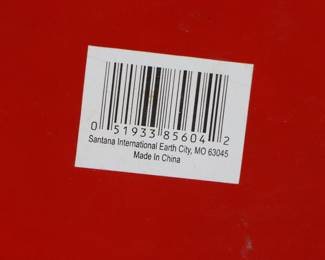 0 51933 85604 2
Santana International Earth City, MO 63045
Made In China